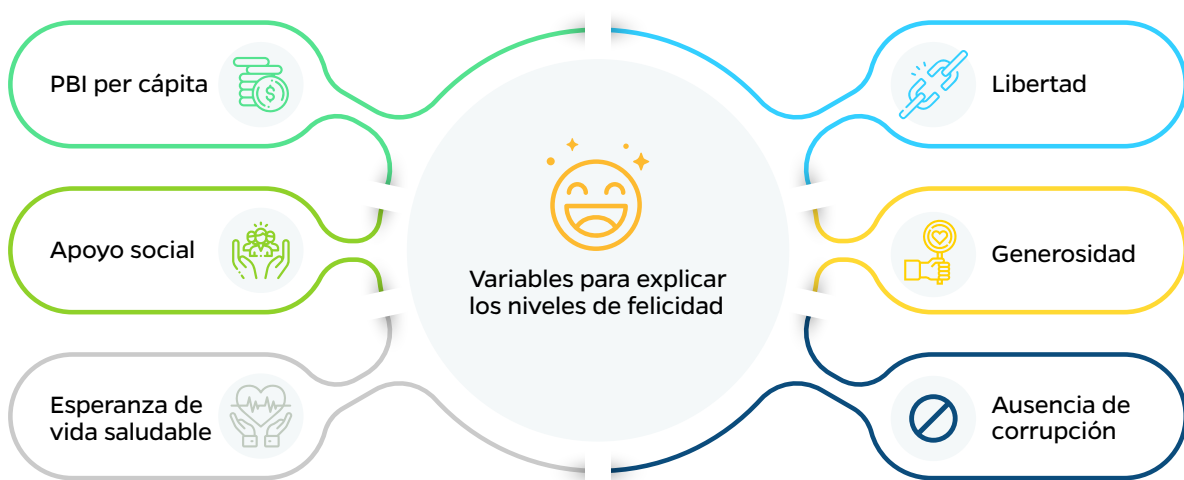 PBI per cápita
Apoyo social
Esperanza de
vida saludable
Variables para explicar
los niveles de felicidad
Libertad
Generosidad
Ausencia de
corrupción